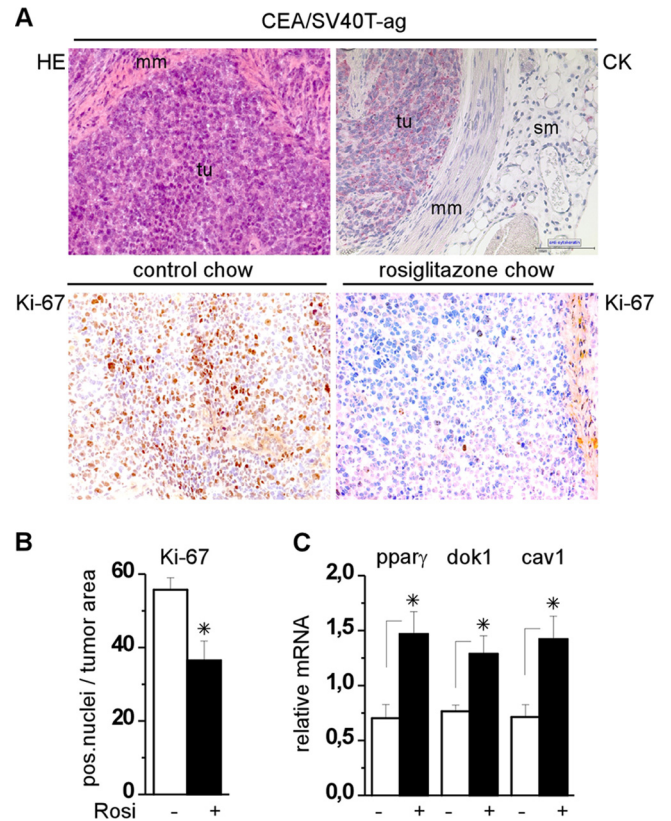 A
CEA/SV40T-ag
HE
mm
tu
CK
tu
sm
mm
control chow
rosiglitazone chow
Ki-67
Ki-67
B
Ki-67
pos.nuclei / tumor area
60
40
20
0
Rosi - +
C
pparγ dok1 cav1
relative mRNA
2,0
1,5
1,0
0,5
0,0
- + - + - +
* * * *